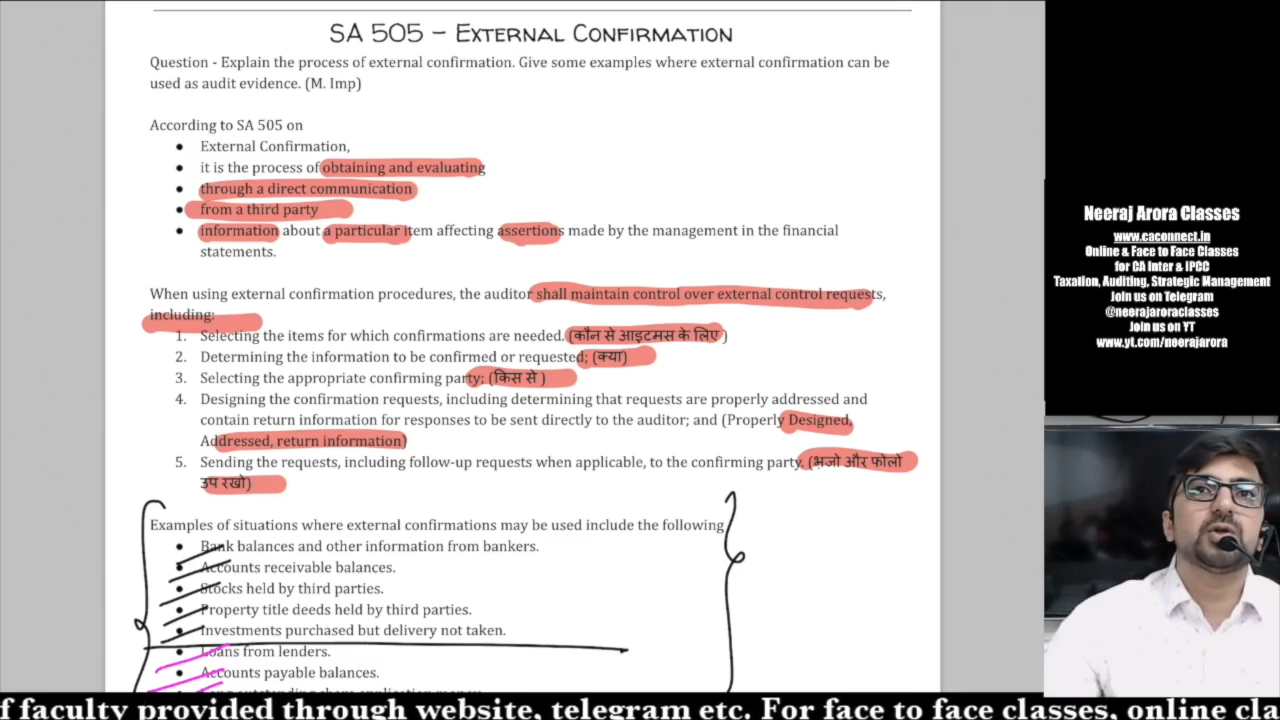 SA 505 – EXTERNAL CONFIRMATION
Question - Explain the process of external confirmation. Give some examples where external confirmation can be
used as audit evidence. (M. Imp)
According to SA 505 on
• External Confirmation,
• it is the process of obtaining and evaluating
• through a direct communication
• from a third party
• information about a particular item affecting assertions made by the management in the financial
statements.
When using external confirmation procedures, the auditor shall maintain control over external control requests,
including:
1. Selecting the items for which confirmations are needed. (कौन से आइटमस के लिए )
2. Determining the information to be confirmed or requested; (क्या)
3. Selecting the appropriate confirming party; (किस से )
4. Designing the confirmation requests, including determining that requests are properly addressed and
contain return information for responses to be sent directly to the auditor; and (Properly Designed,
Addressed, return information)
5. Sending the requests, including follow-up requests when applicable, to the confirming party. (भजो और फोलो
उप रखो)
Examples of situations where external confirmations may be used include the following
• Bank balances and other information from bankers.
• Accounts receivable balances.
• Stocks held by third parties.
• Property title deeds held by third parties.
• Investments purchased but delivery not taken.
• Loans from lenders.
• Accounts payable balances.
Neeraj Arora Classes
www.caconnect.in
Online & Face to Face Classes
for CA Inter & IPCC
Taxation, Auditing, Strategic Management
Join us on Telegram
@neerajaroraclasses
Join us on YT
www.yt.com/neerajarora
f faculty provided through website, telegram etc. For face to face classes, online cla